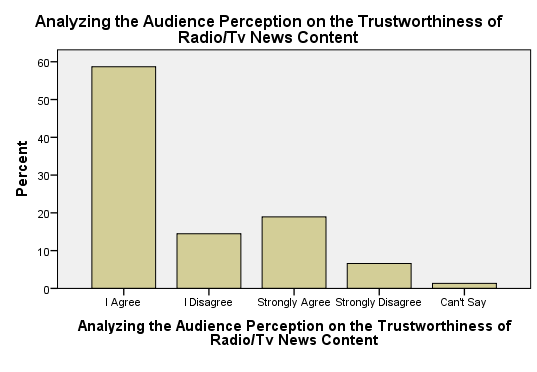 Analyzing the Audience Perception on the Trustworthiness of
Radio/Tv News Content
Percent
60
50
40
30
20
10
0
I Agree
I Disagree
Strongly Agree
Strongly Disagree
Can't Say
Analyzing the Audience Perception on the Trustworthiness of
Radio/Tv News Content